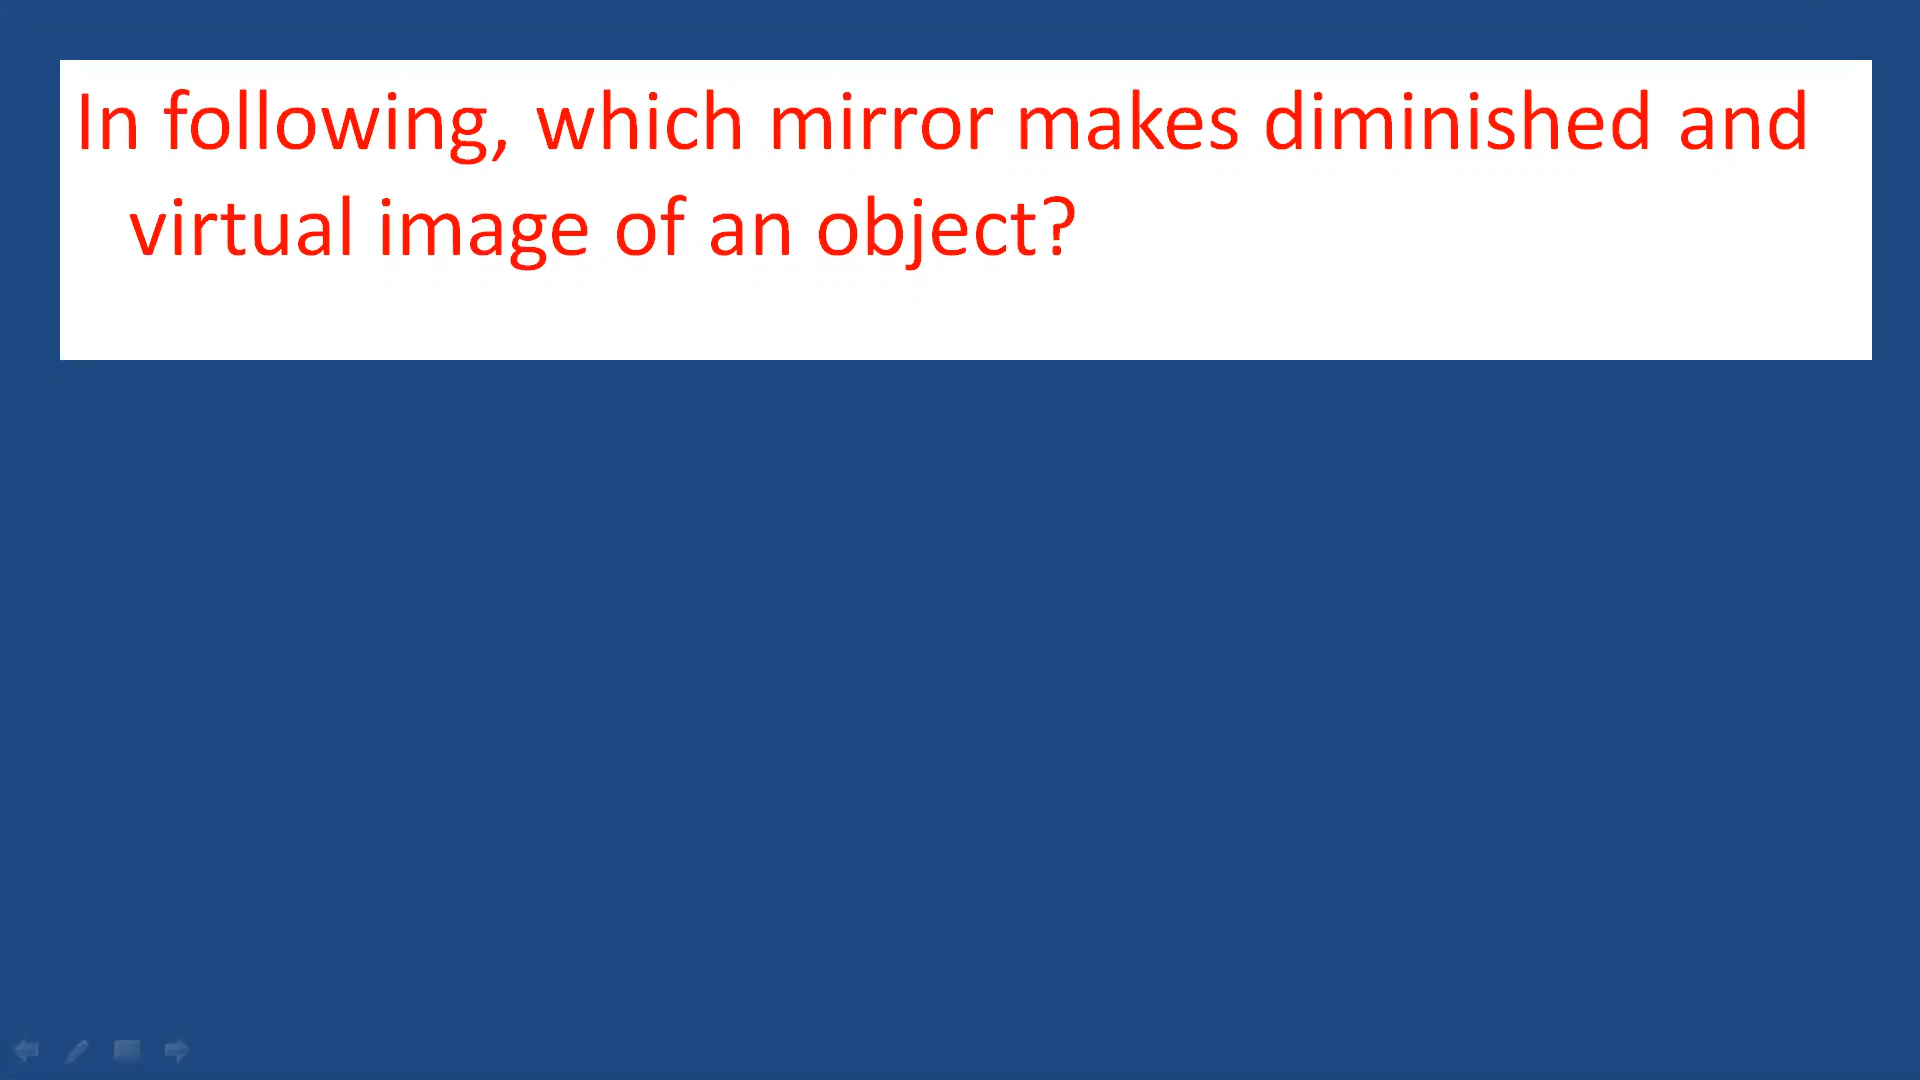 In following, which mirror makes diminished and
virtual image of an object?